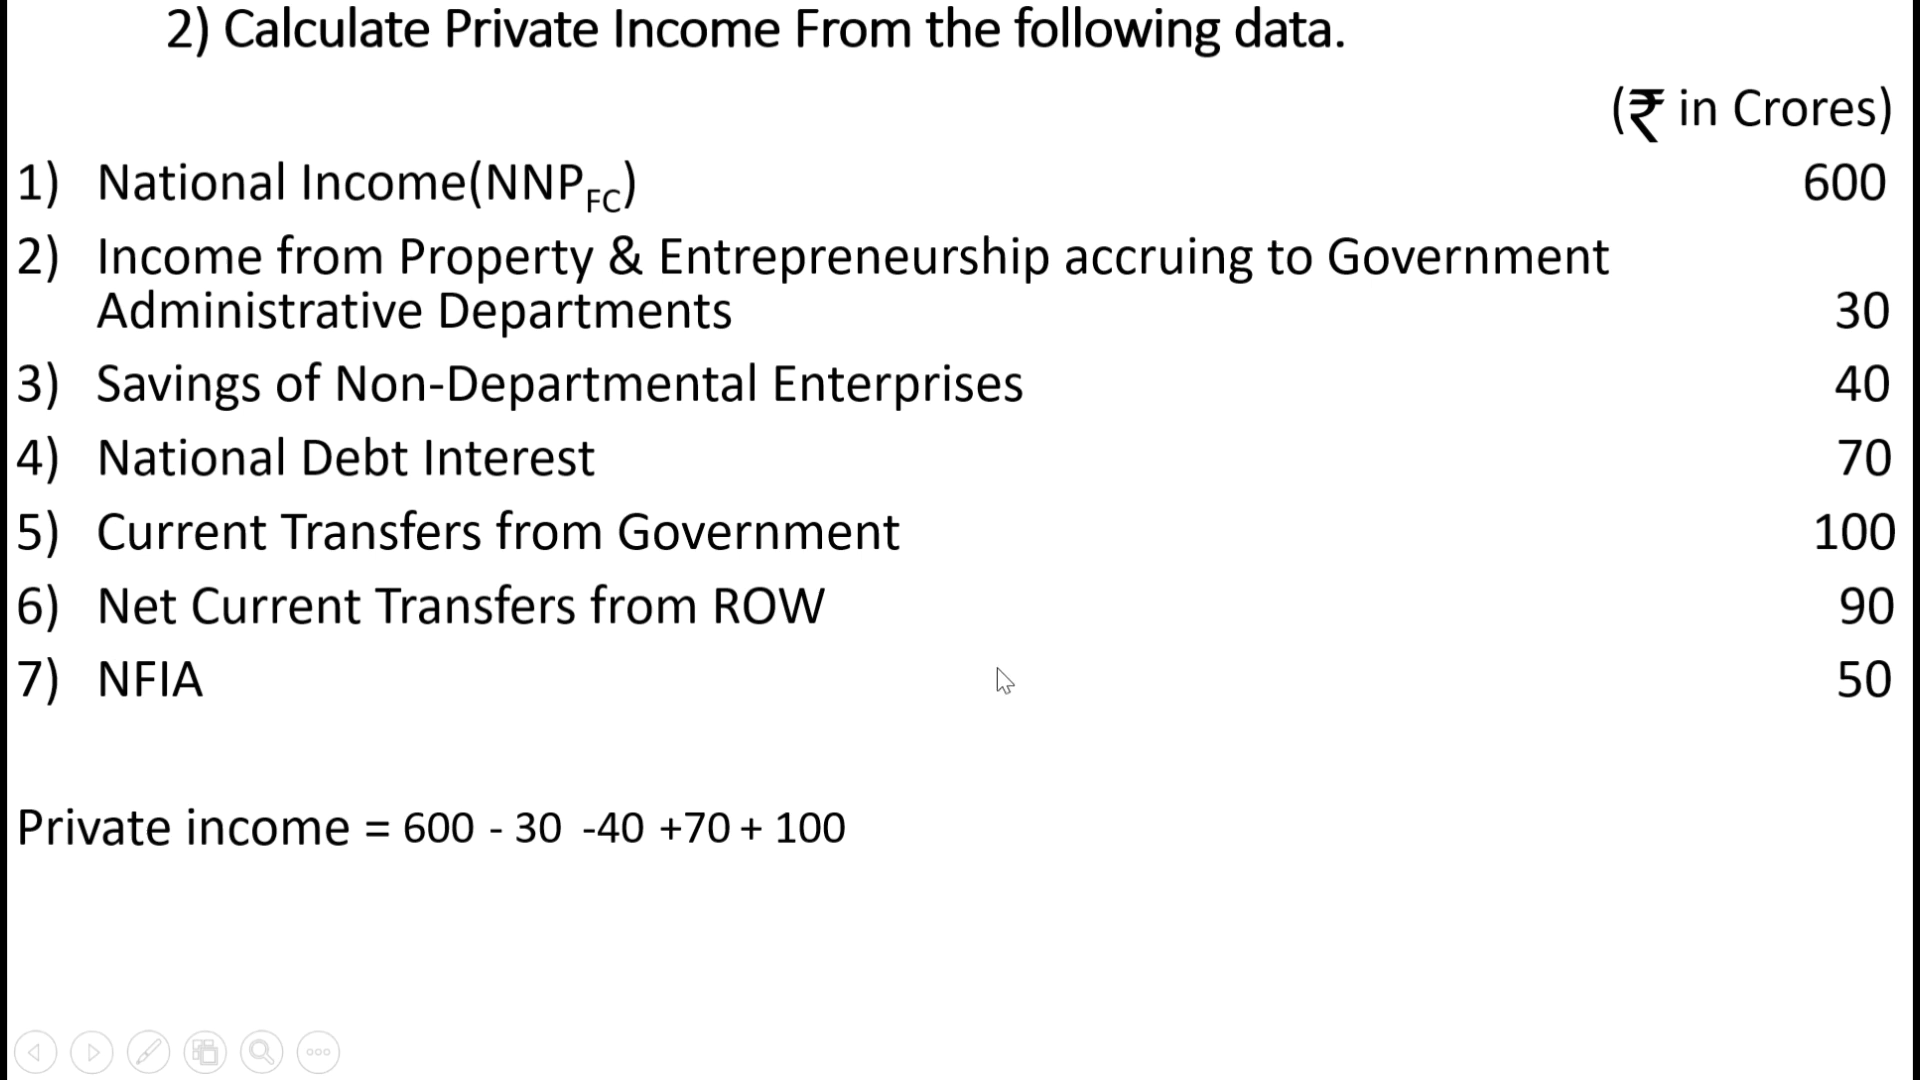 2) Calculate Private Income From the following data.
(₹ in Crores)
1) National Income(NNPFC) 600
2) Income from Property & Entrepreneurship accruing to Government
Administrative Departments 30
3) Savings of Non-Departmental Enterprises 40
4) National Debt Interest 70
5) Current Transfers from Government 100
6) Net Current Transfers from ROW 90
7) NFIA 50
Private income = 600 - 30 -40 +70 + 100